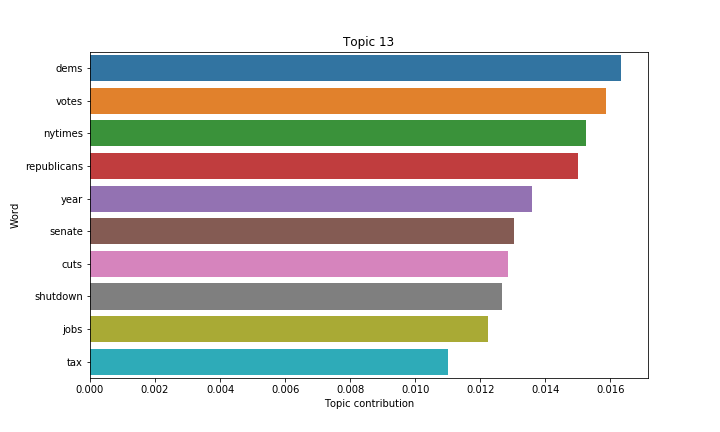 Topic 13
dems
votes
nytimes
republicans
year
senate
cuts
shutdown
jobs
tax
Word
0.000 0.002 0.004 0.006 0.008 0.010 0.012 0.014 0.016
Topic contribution